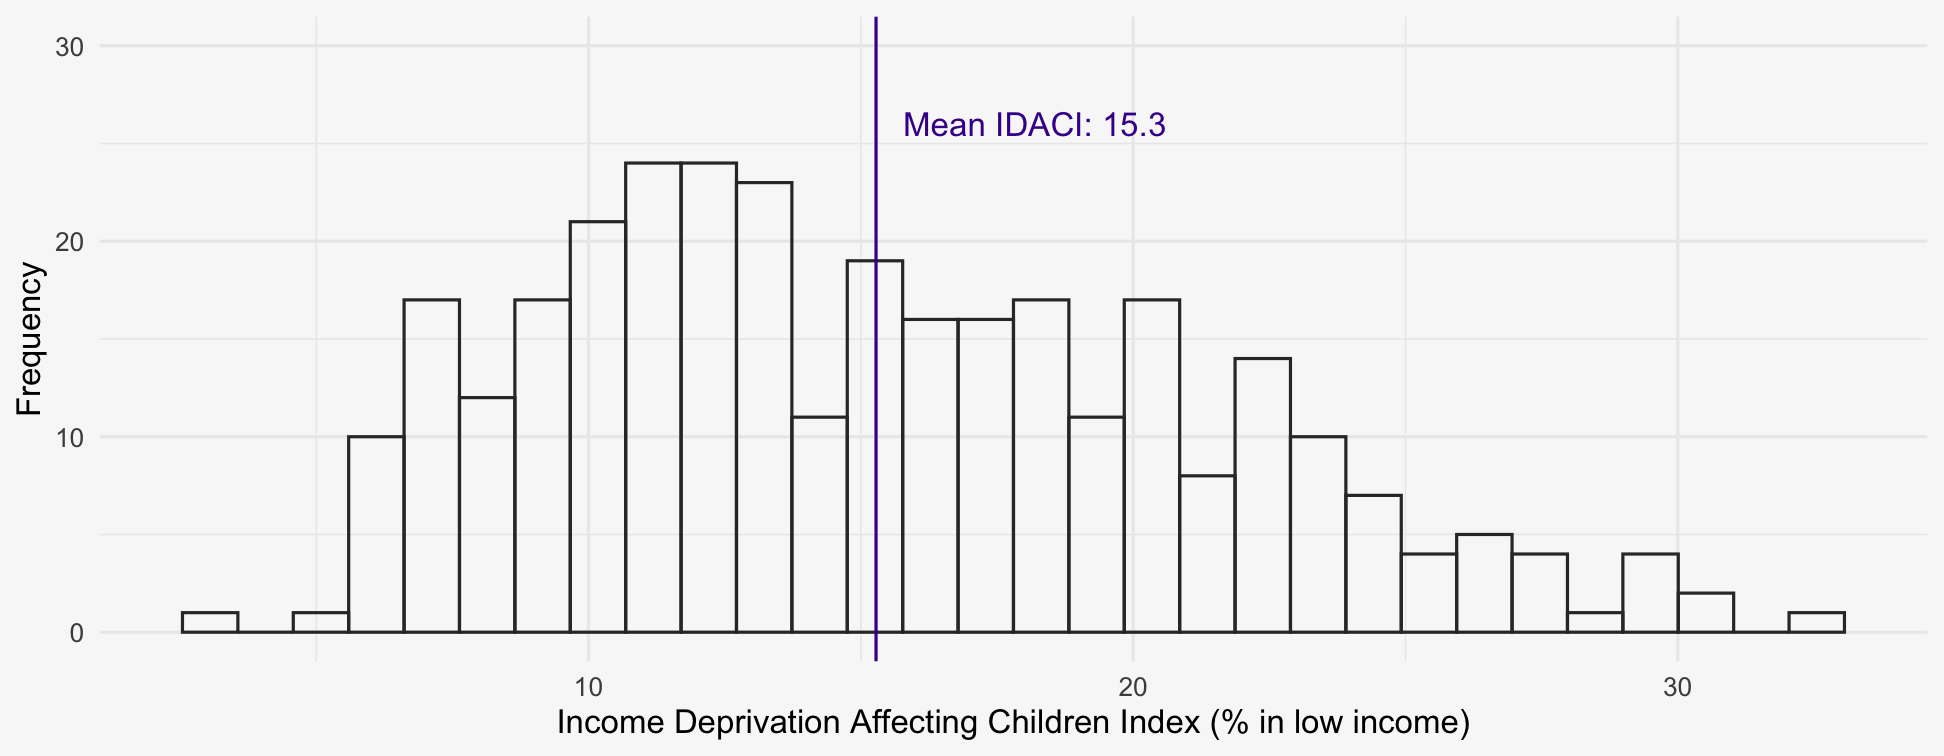 30
Mean IDACI: 15.3
20
Frequency
10
0
10 20 30
Income Deprivation Affecting Children Index (% in low income)